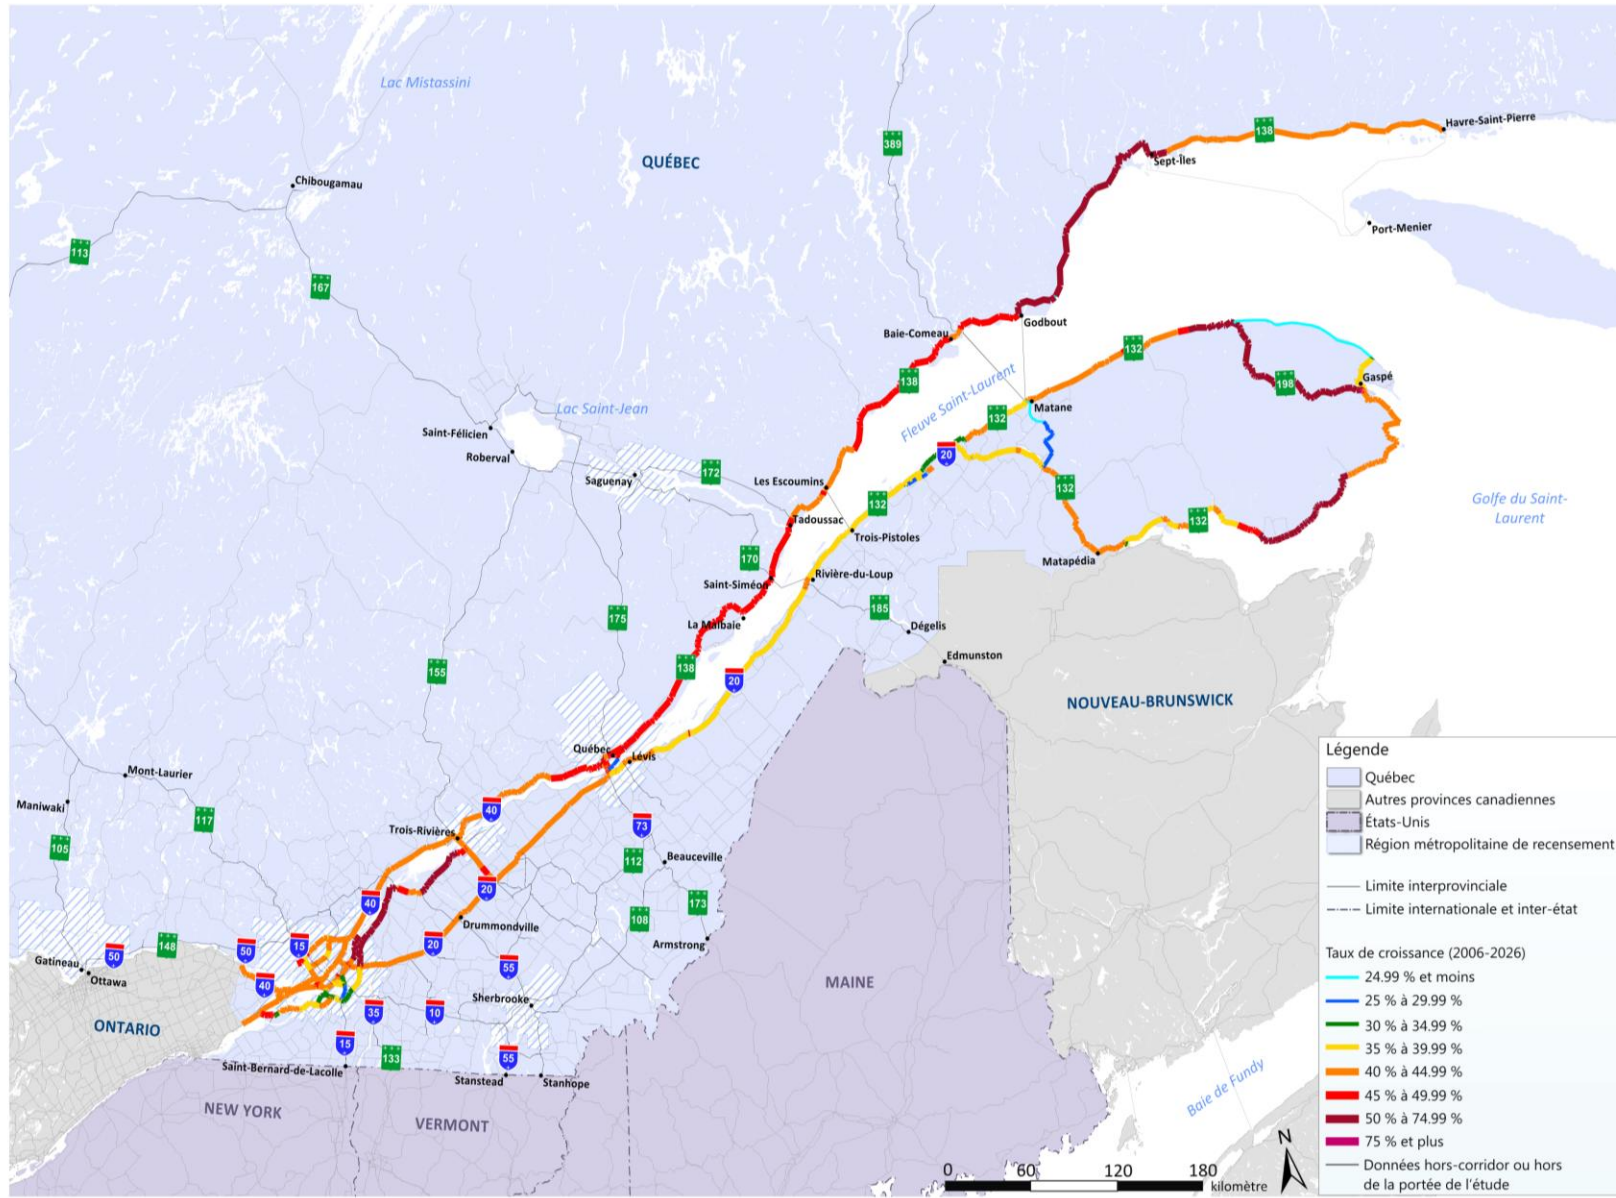 Lac Mistassini
QUÉBEC
389
138
Havre-Saint-Pierre
Sept-Îles
Chibougamau
Port-Menier
113
167
Baie-Comeau
Godbout
138
132
Fleuve Saint-Laurent
198
Gaspé
Lac Saint-Jean
Matane
132
Saint-Félicien
Roberval
20
172
Saguenay
Les Escoumins
132
132
Golfe du Saint-
Laurent
Tadoussac
132
Trois-Pistoles
170
Matapédia
Saint-Siméon
Rivière-du-Loup
175
185
La Malbaie
Dégelis
Edmunston
155
138
20
NOUVEAU-BRUNSWICK
Québec
Lévis
Mont-Laurier
Maniwaki
117
40
Trois-Rivières
73
105
112
Beauceville
40
20
173
108
Drummondville
Armstrong
148
50
15
20
50
Gatineau
Ottawa
40
55
Sherbrooke
MAINE
ONTARIO
35
10
15
133
55
Saint-Bernard-de-Lacolle
Stanstead
Stanhope
NEW YORK
VERMONT
Baie de Fundy
Légende
Québec
Autres provinces canadiennes
États-Unis
Région métropolitaine de recensement
Limite interprovinciale
Limite internationale et inter-état
Taux de croissance (2006-2026)
24.99 % et moins
25 % à 29.99 %
30 % à 34.99 %
35 % à 39.99 %
40 % à 44.99 %
45 % à 49.99 %
50 % à 74.99 %
75 % et plus
Données hors-corridor ou hors
de la portée de l'étude
N
0 60 120 180
kilomètre